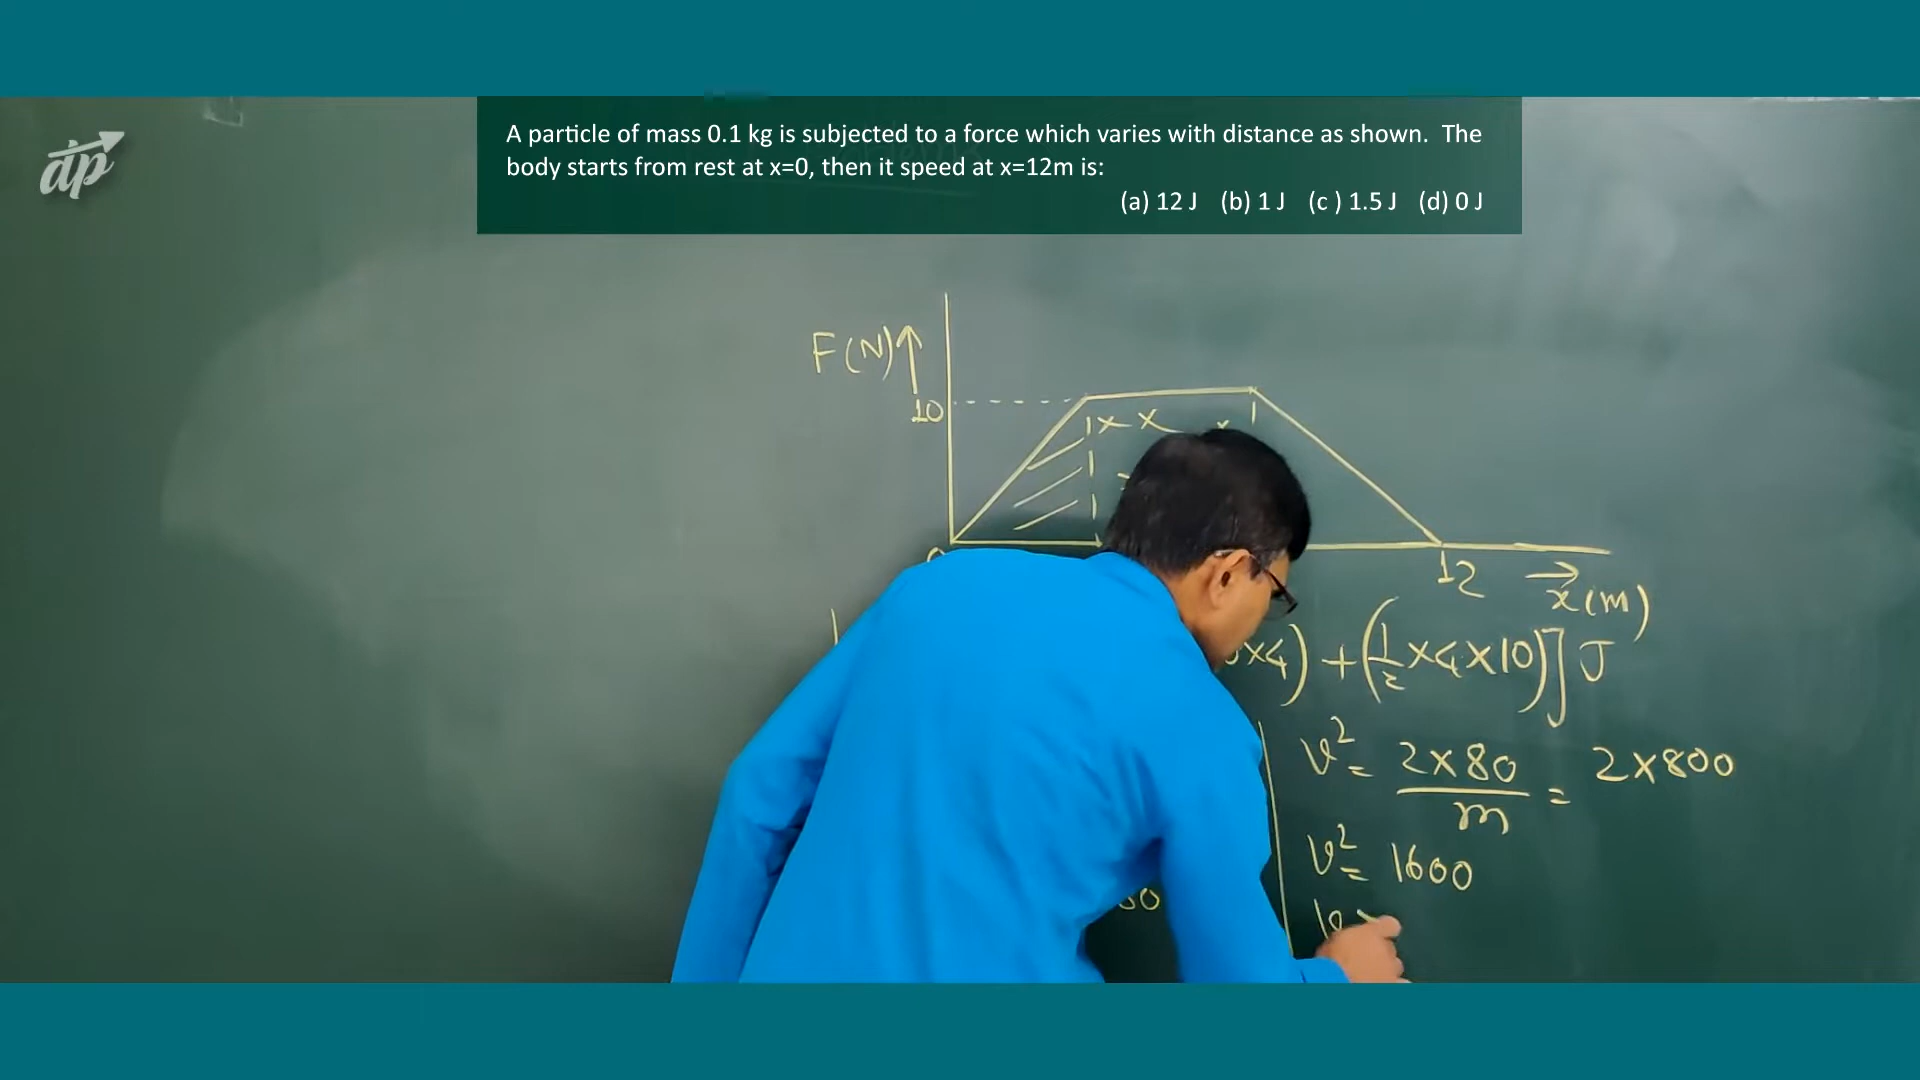 dp
A particle of mass 0.1 kg is subjected to a force which varies with distance as shown. The
body starts from rest at x=0, then it speed at x=12m is:
(a) 12 J (b) 1 J (c ) 1.5 J (d) 0 J
F(N)
10
12 x(m)
×4) + (1/2 ×4×10)] J
v² = 2×80/m = 2×800
v² = 1600